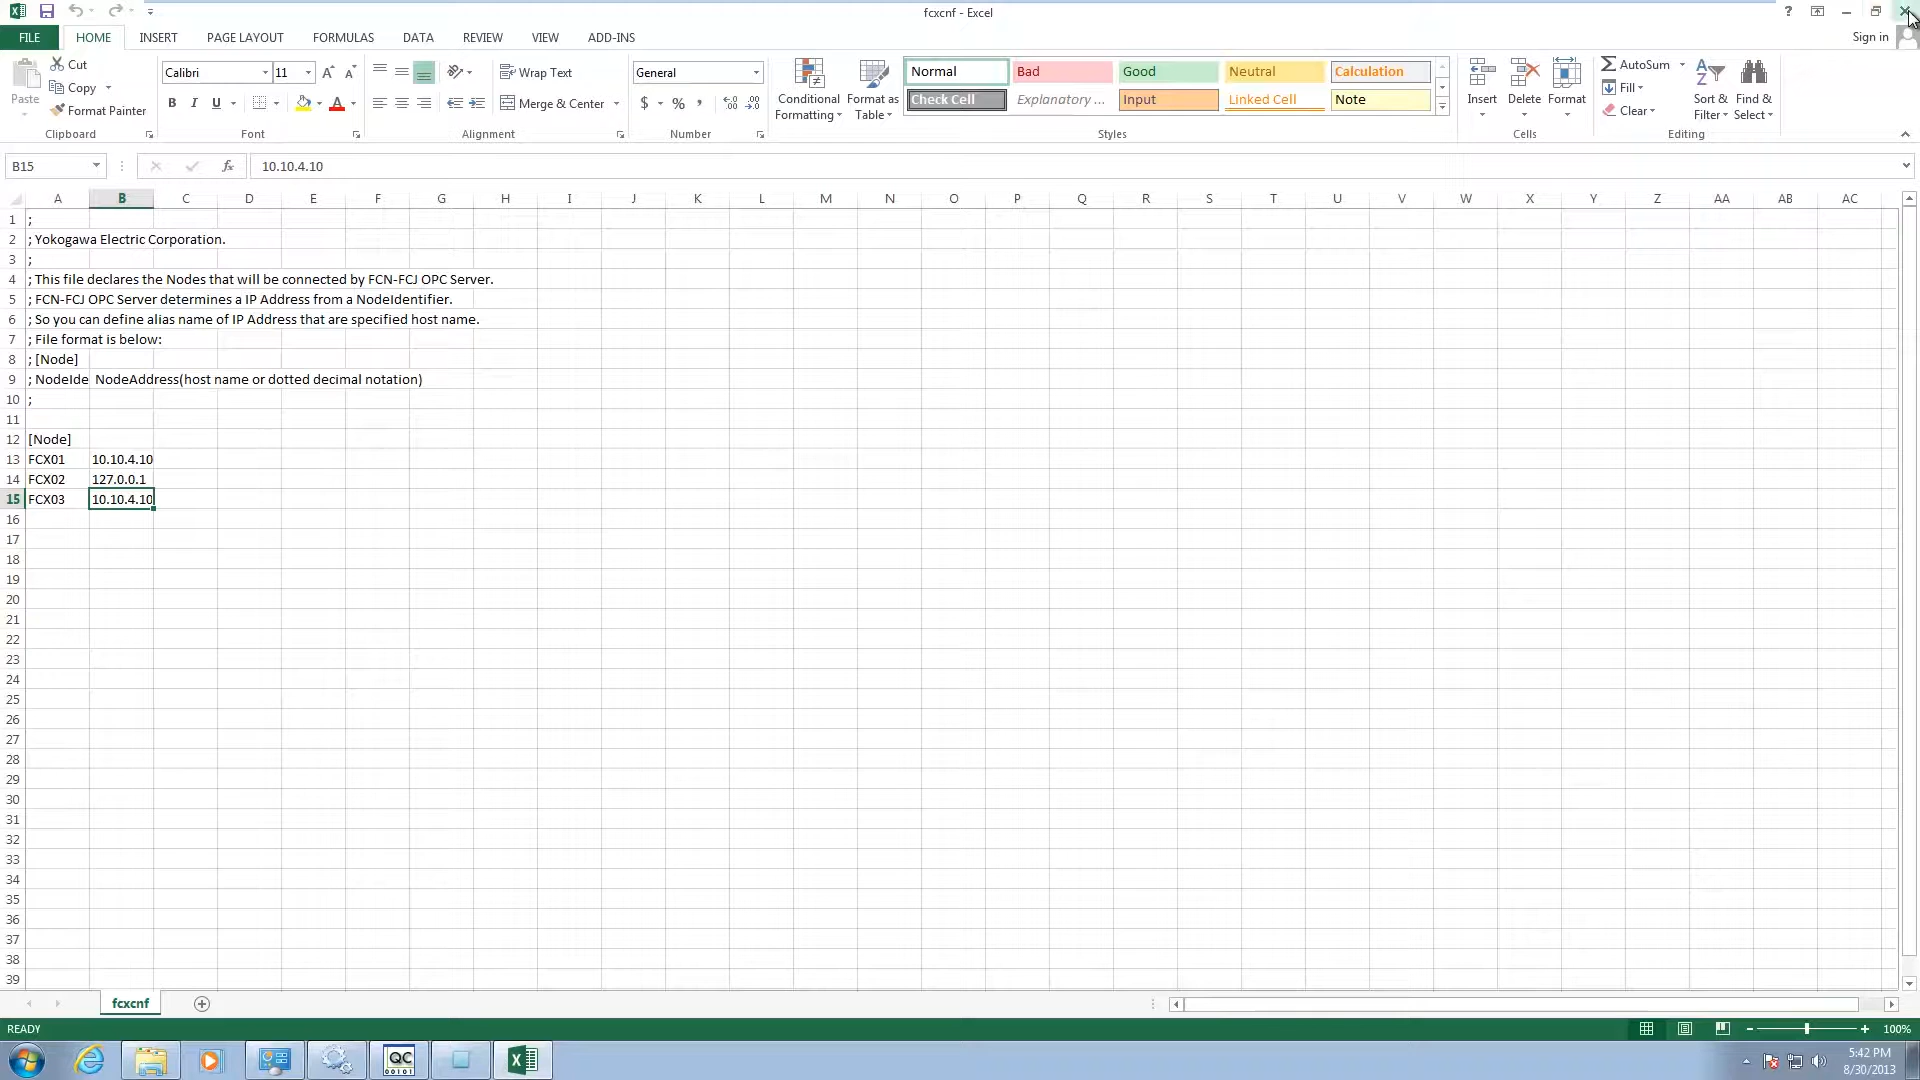 fcxcnf - Excel
?
FILE HOME INSERT PAGE LAYOUT FORMULAS DATA REVIEW VIEW ADD-INS Sign in
Paste
Cut
Copy
Format Painter
Clipboard
Calibri 11 A A
B I U A
Font
Wrap Text
Merge & Center
Alignment
General
$ % ,
Number
Conditional Formatting
Format as Table
Normal Bad Good Neutral Calculation
Check Cell Explanatory ... Input Linked Cell Note
Styles
Insert Delete Format
Cells
AutoSum
Fill
Clear
Sort & Filter
Find & Select
Editing
B15 fx 10.10.4.10
A B C D E F G H I J K L M N O P Q R S T U V W X Y Z AA AB AC
1 ;
2 ; Yokogawa Electric Corporation.
3 ;
4 ; This file declares the Nodes that will be connected by FCN-FCJ OPC Server.
5 ; FCN-FCJ OPC Server determines a IP Address from a NodeIdentifier.
6 ; So you can define alias name of IP Address that are specified host name.
7 ; File format is below:
8 ; [Node]
9 ; NodeIde NodeAddress(host name or dotted decimal notation)
10 ;
11
12 [Node]
13 FCX01 10.10.4.10
14 FCX02 127.0.0.1
15 FCX03 10.10.4.10
16
17
18
19
20
21
22
23
24
25
26
27
28
29
30
31
32
33
34
35
36
37
38
39
fcxcnf
READY 100%
QC
00101
5:42 PM
8/30/2013